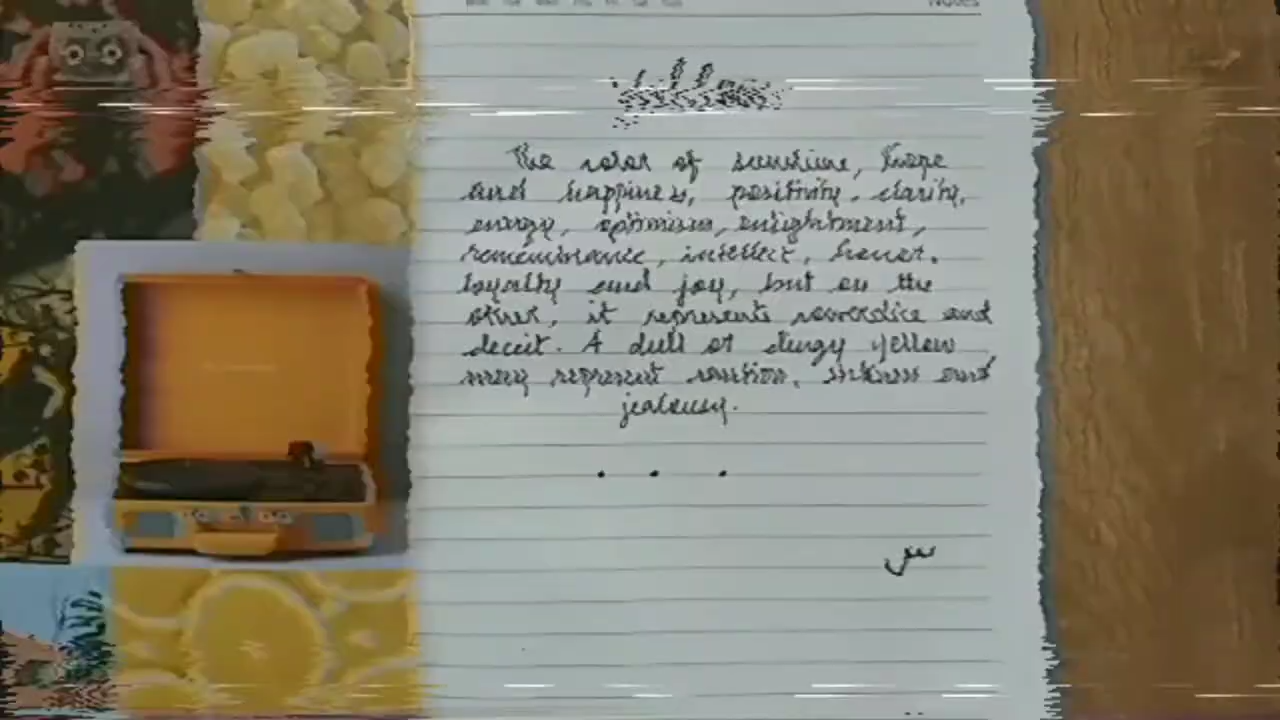 Notes
The color of sunshine, hope
and happiness, positivity, clarity,
energy, optimism, enlightment,
remembrance, intellect, honor,
loyalty and joy, but on the
other, it represents cowardice and
deceit. A dull or dingy yellow
may represent caution, sickness and
jealousy.
. . .